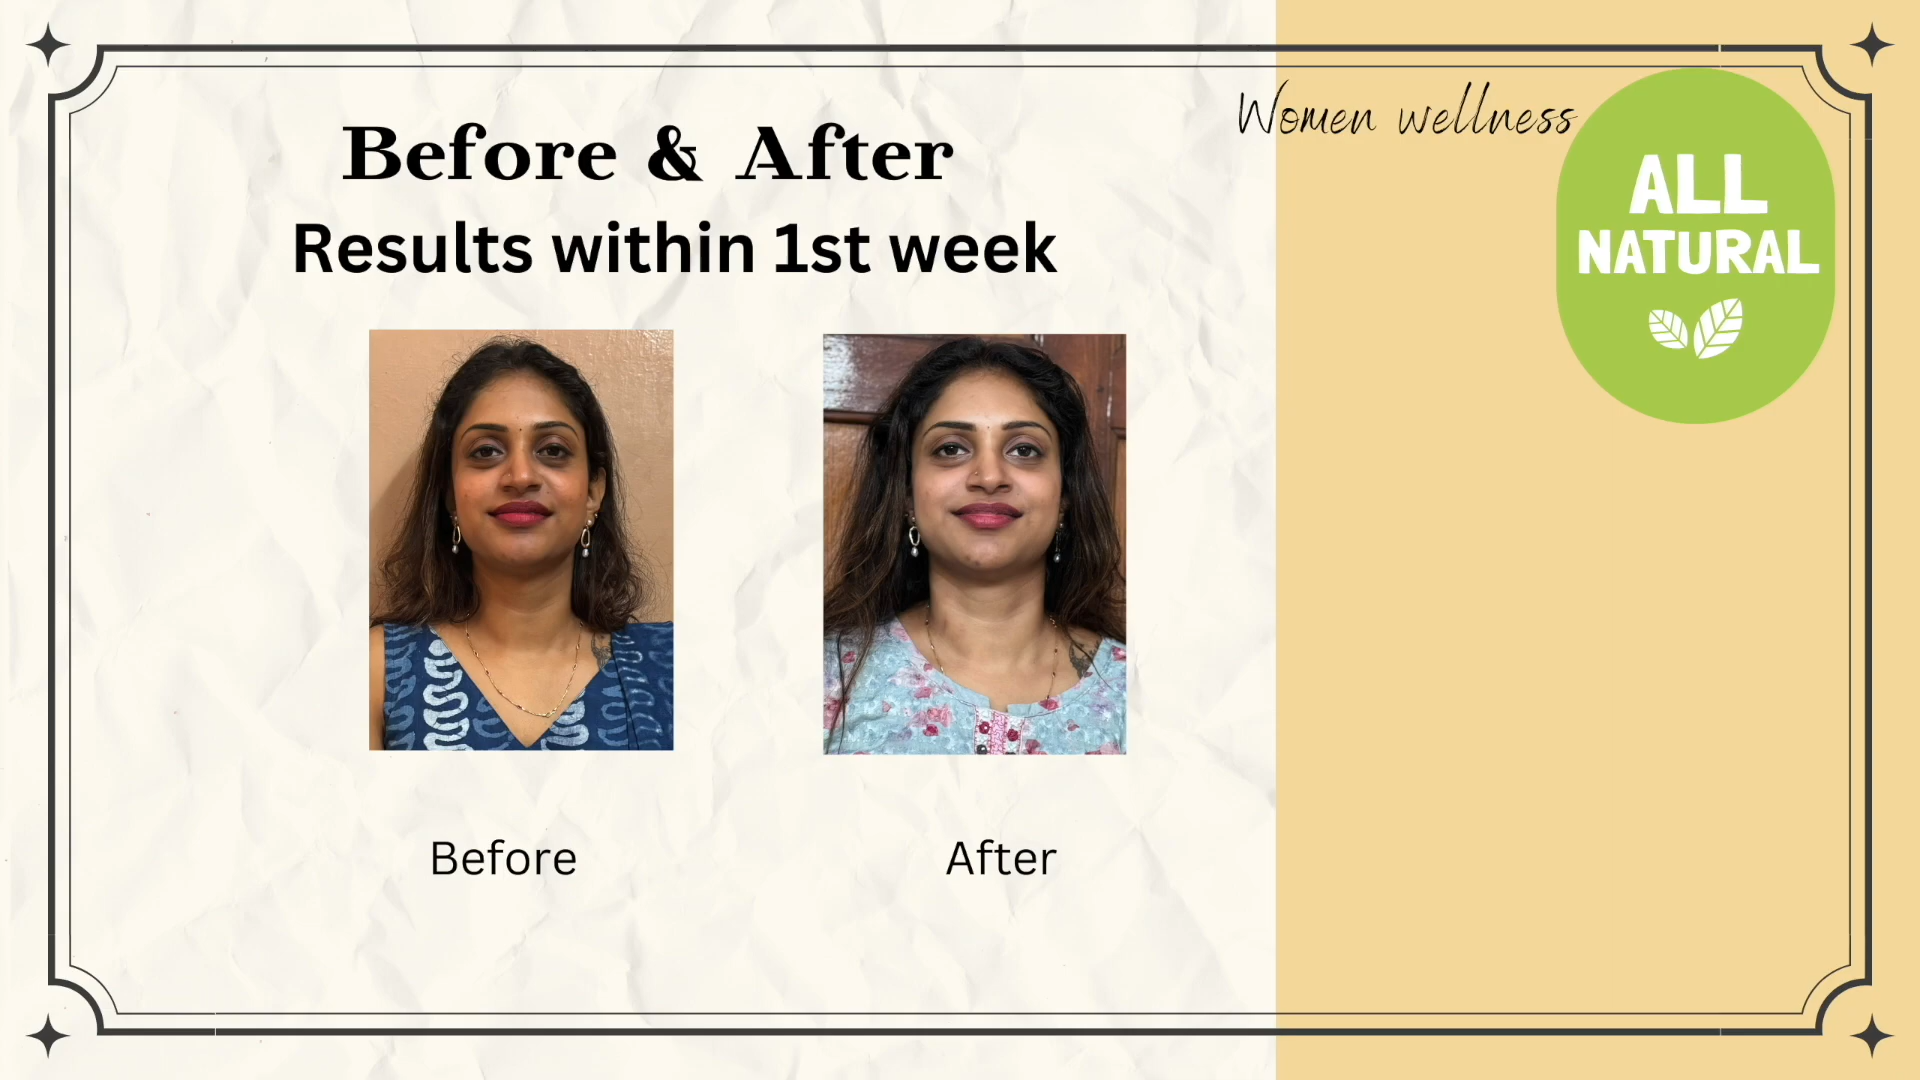 Women wellness
Before & After
Results within 1st week
ALL
NATURAL
Before
After